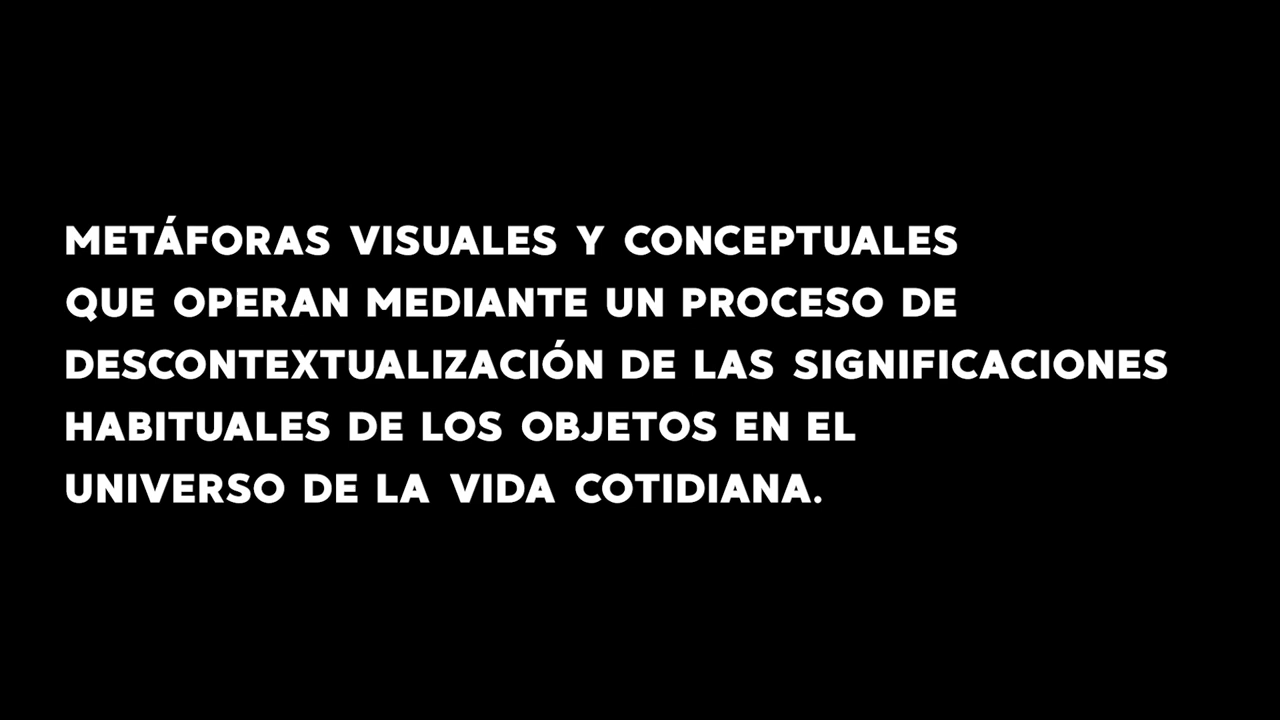 METÁFORAS VISUALES Y CONCEPTUALES
QUE OPERAN MEDIANTE UN PROCESO DE
DESCONTEXTUALIZACIÓN DE LAS SIGNIFICACIONES
HABITUALES DE LOS OBJETOS EN EL
UNIVERSO DE LA VIDA COTIDIANA.